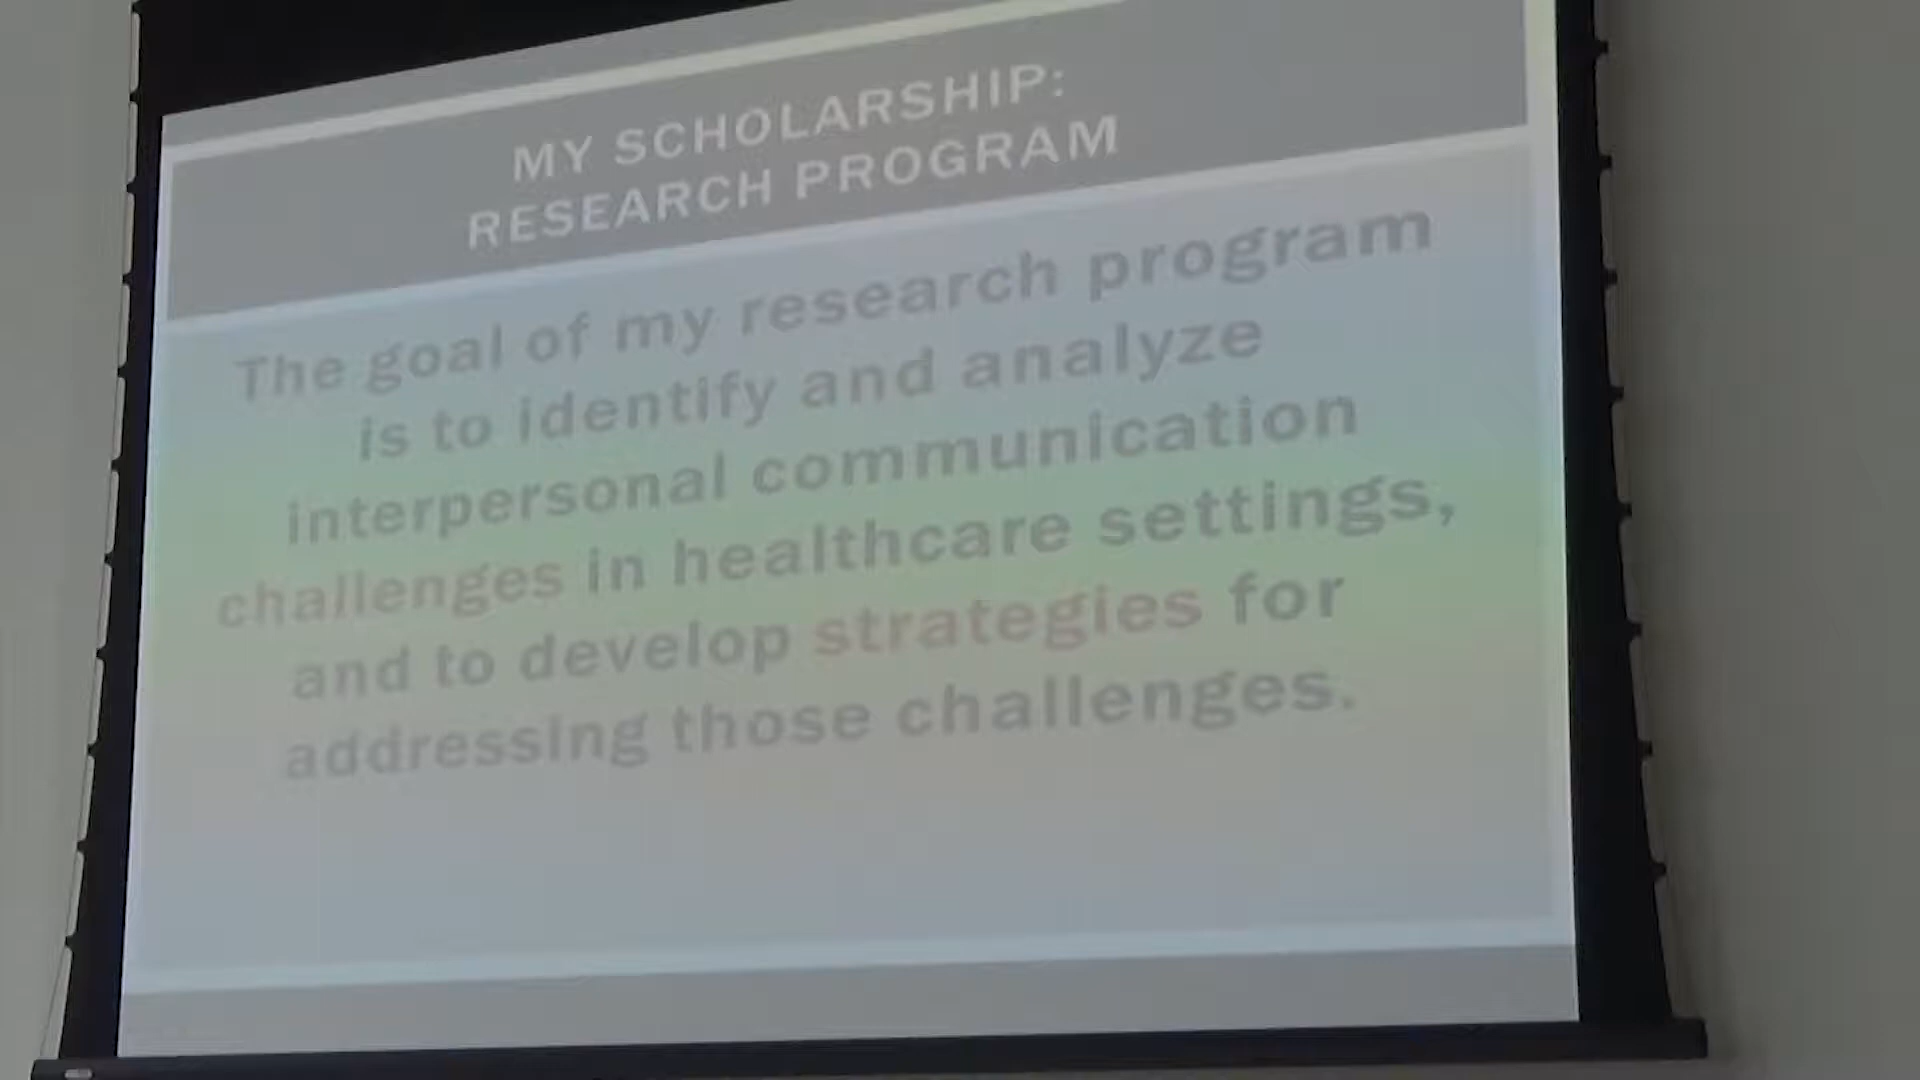 MY SCHOLARSHIP:
RESEARCH PROGRAM
The goal of my research program
is to identify and analyze
interpersonal communication
challenges in healthcare settings,
and to develop strategies for
addressing those challenges.